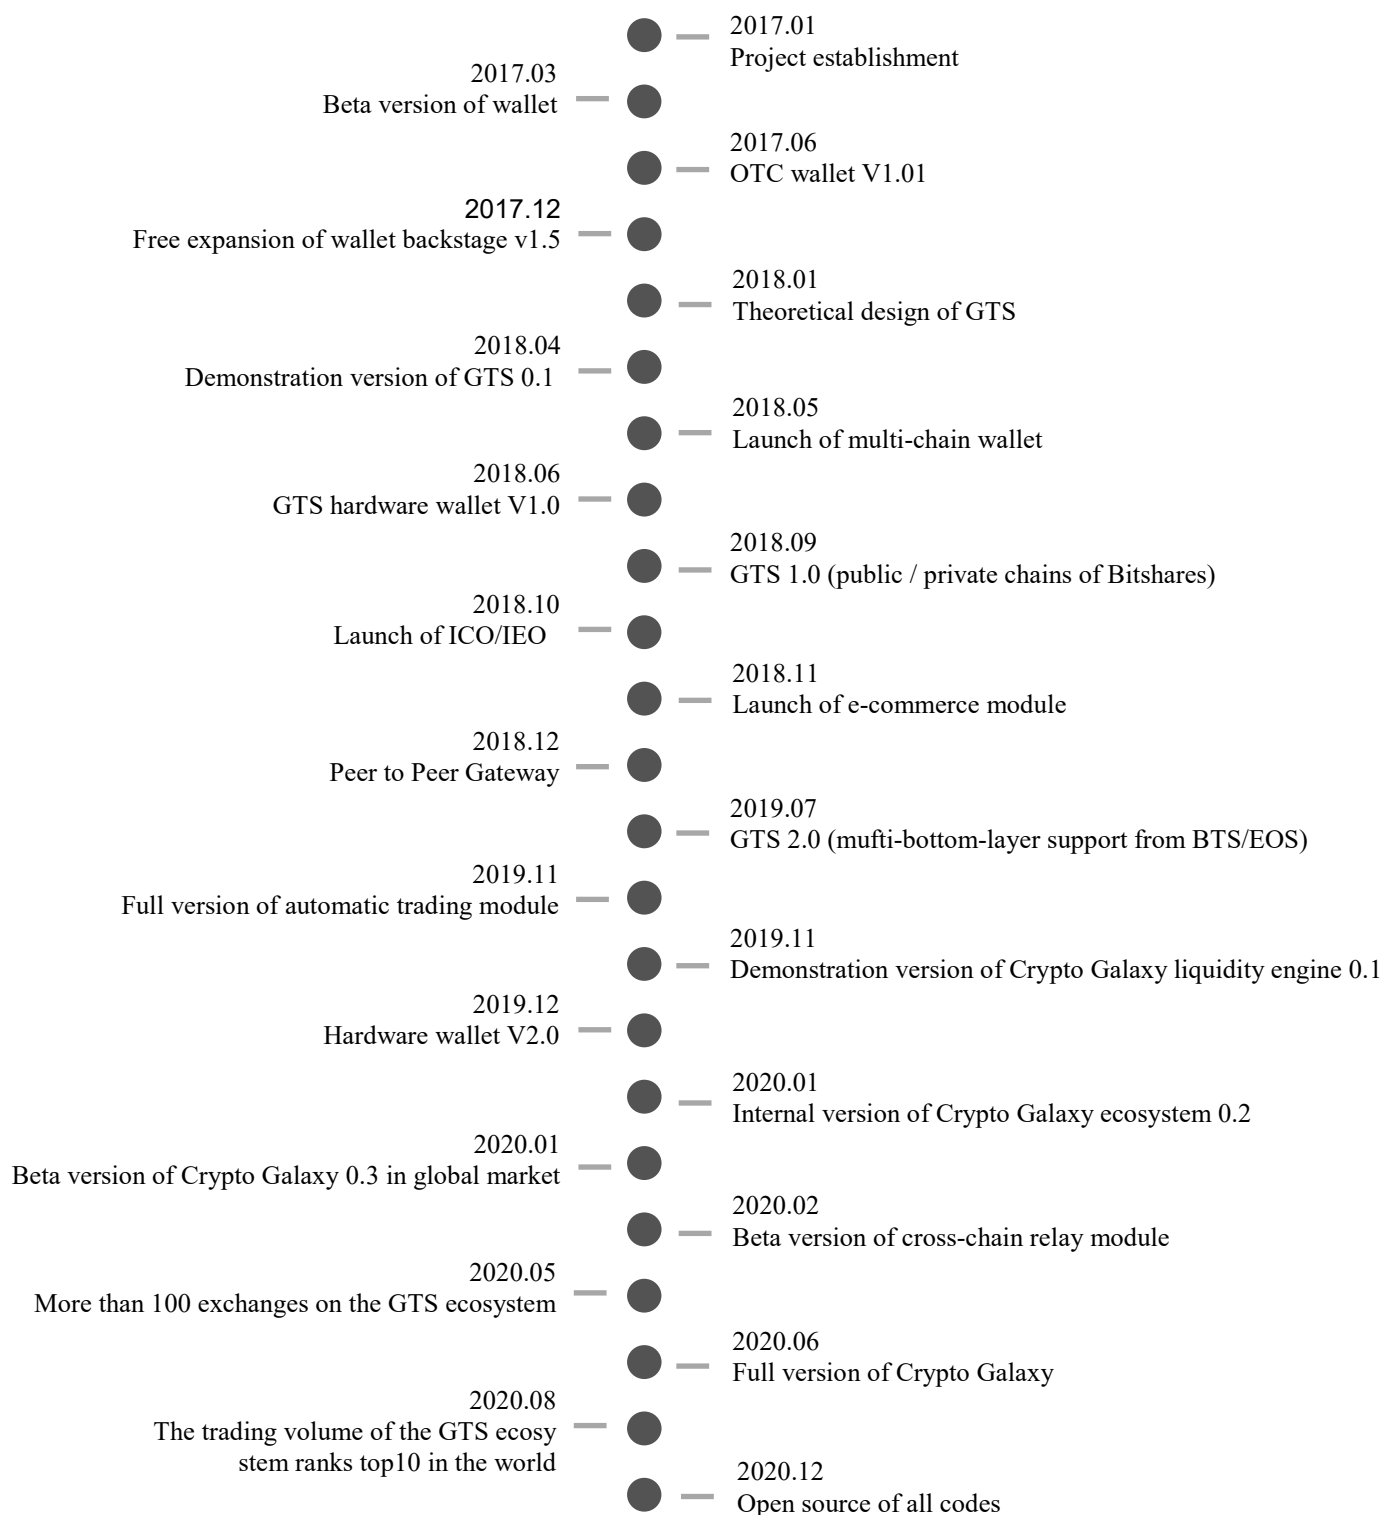 2017.01
Project establishment
2017.03
Beta version of wallet
2017.06
OTC wallet V1.01
2017.12
Free expansion of wallet backstage v1.5
2018.01
Theoretical design of GTS
2018.04
Demonstration version of GTS 0.1
2018.05
Launch of multi-chain wallet
2018.06
GTS hardware wallet V1.0
2018.09
GTS 1.0 (public / private chains of Bitshares)
2018.10
Launch of ICO/IEO
2018.11
Launch of e-commerce module
2018.12
Peer to Peer Gateway
2019.07
GTS 2.0 (mufti-bottom-layer support from BTS/EOS)
2019.11
Full version of automatic trading module
2019.11
Demonstration version of Crypto Galaxy liquidity engine 0.1
2019.12
Hardware wallet V2.0
2020.01
Internal version of Crypto Galaxy ecosystem 0.2
2020.01
Beta version of Crypto Galaxy 0.3 in global market
2020.02
Beta version of cross-chain relay module
2020.05
More than 100 exchanges on the GTS ecosystem
2020.06
Full version of Crypto Galaxy
2020.08
The trading volume of the GTS ecosy
stem ranks top10 in the world
2020.12
Open source of all codes